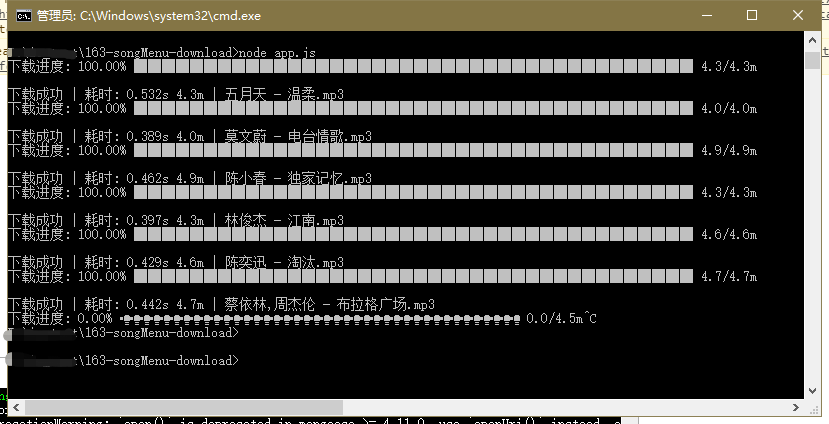 管理员: C:\Windows\system32\cmd.exe
\163-songMenu-download>node app.js
下载进度: 100.00% 4.3/4.3m
下载成功 | 耗时: 0.532s 4.3m | 五月天 - 温柔.mp3
下载进度: 100.00% 4.0/4.0m
下载成功 | 耗时: 0.389s 4.0m | 莫文蔚 - 电台情歌.mp3
下载进度: 100.00% 4.9/4.9m
下载成功 | 耗时: 0.462s 4.9m | 陈小春 - 独家记忆.mp3
下载进度: 100.00% 4.3/4.3m
下载成功 | 耗时: 0.397s 4.3m | 林俊杰 - 江南.mp3
下载进度: 100.00% 4.6/4.6m
下载成功 | 耗时: 0.429s 4.6m | 陈奕迅 - 淘汰.mp3
下载进度: 100.00% 4.7/4.7m
下载成功 | 耗时: 0.442s 4.7m | 蔡依林,周杰伦 - 布拉格广场.mp3
下载进度: 0.00% 0.0/4.5m^C
t\163-songMenu-download>
t\163-songMenu-download>
open() is deprecated in mongoose >= 4.11.0, use openUri() instead